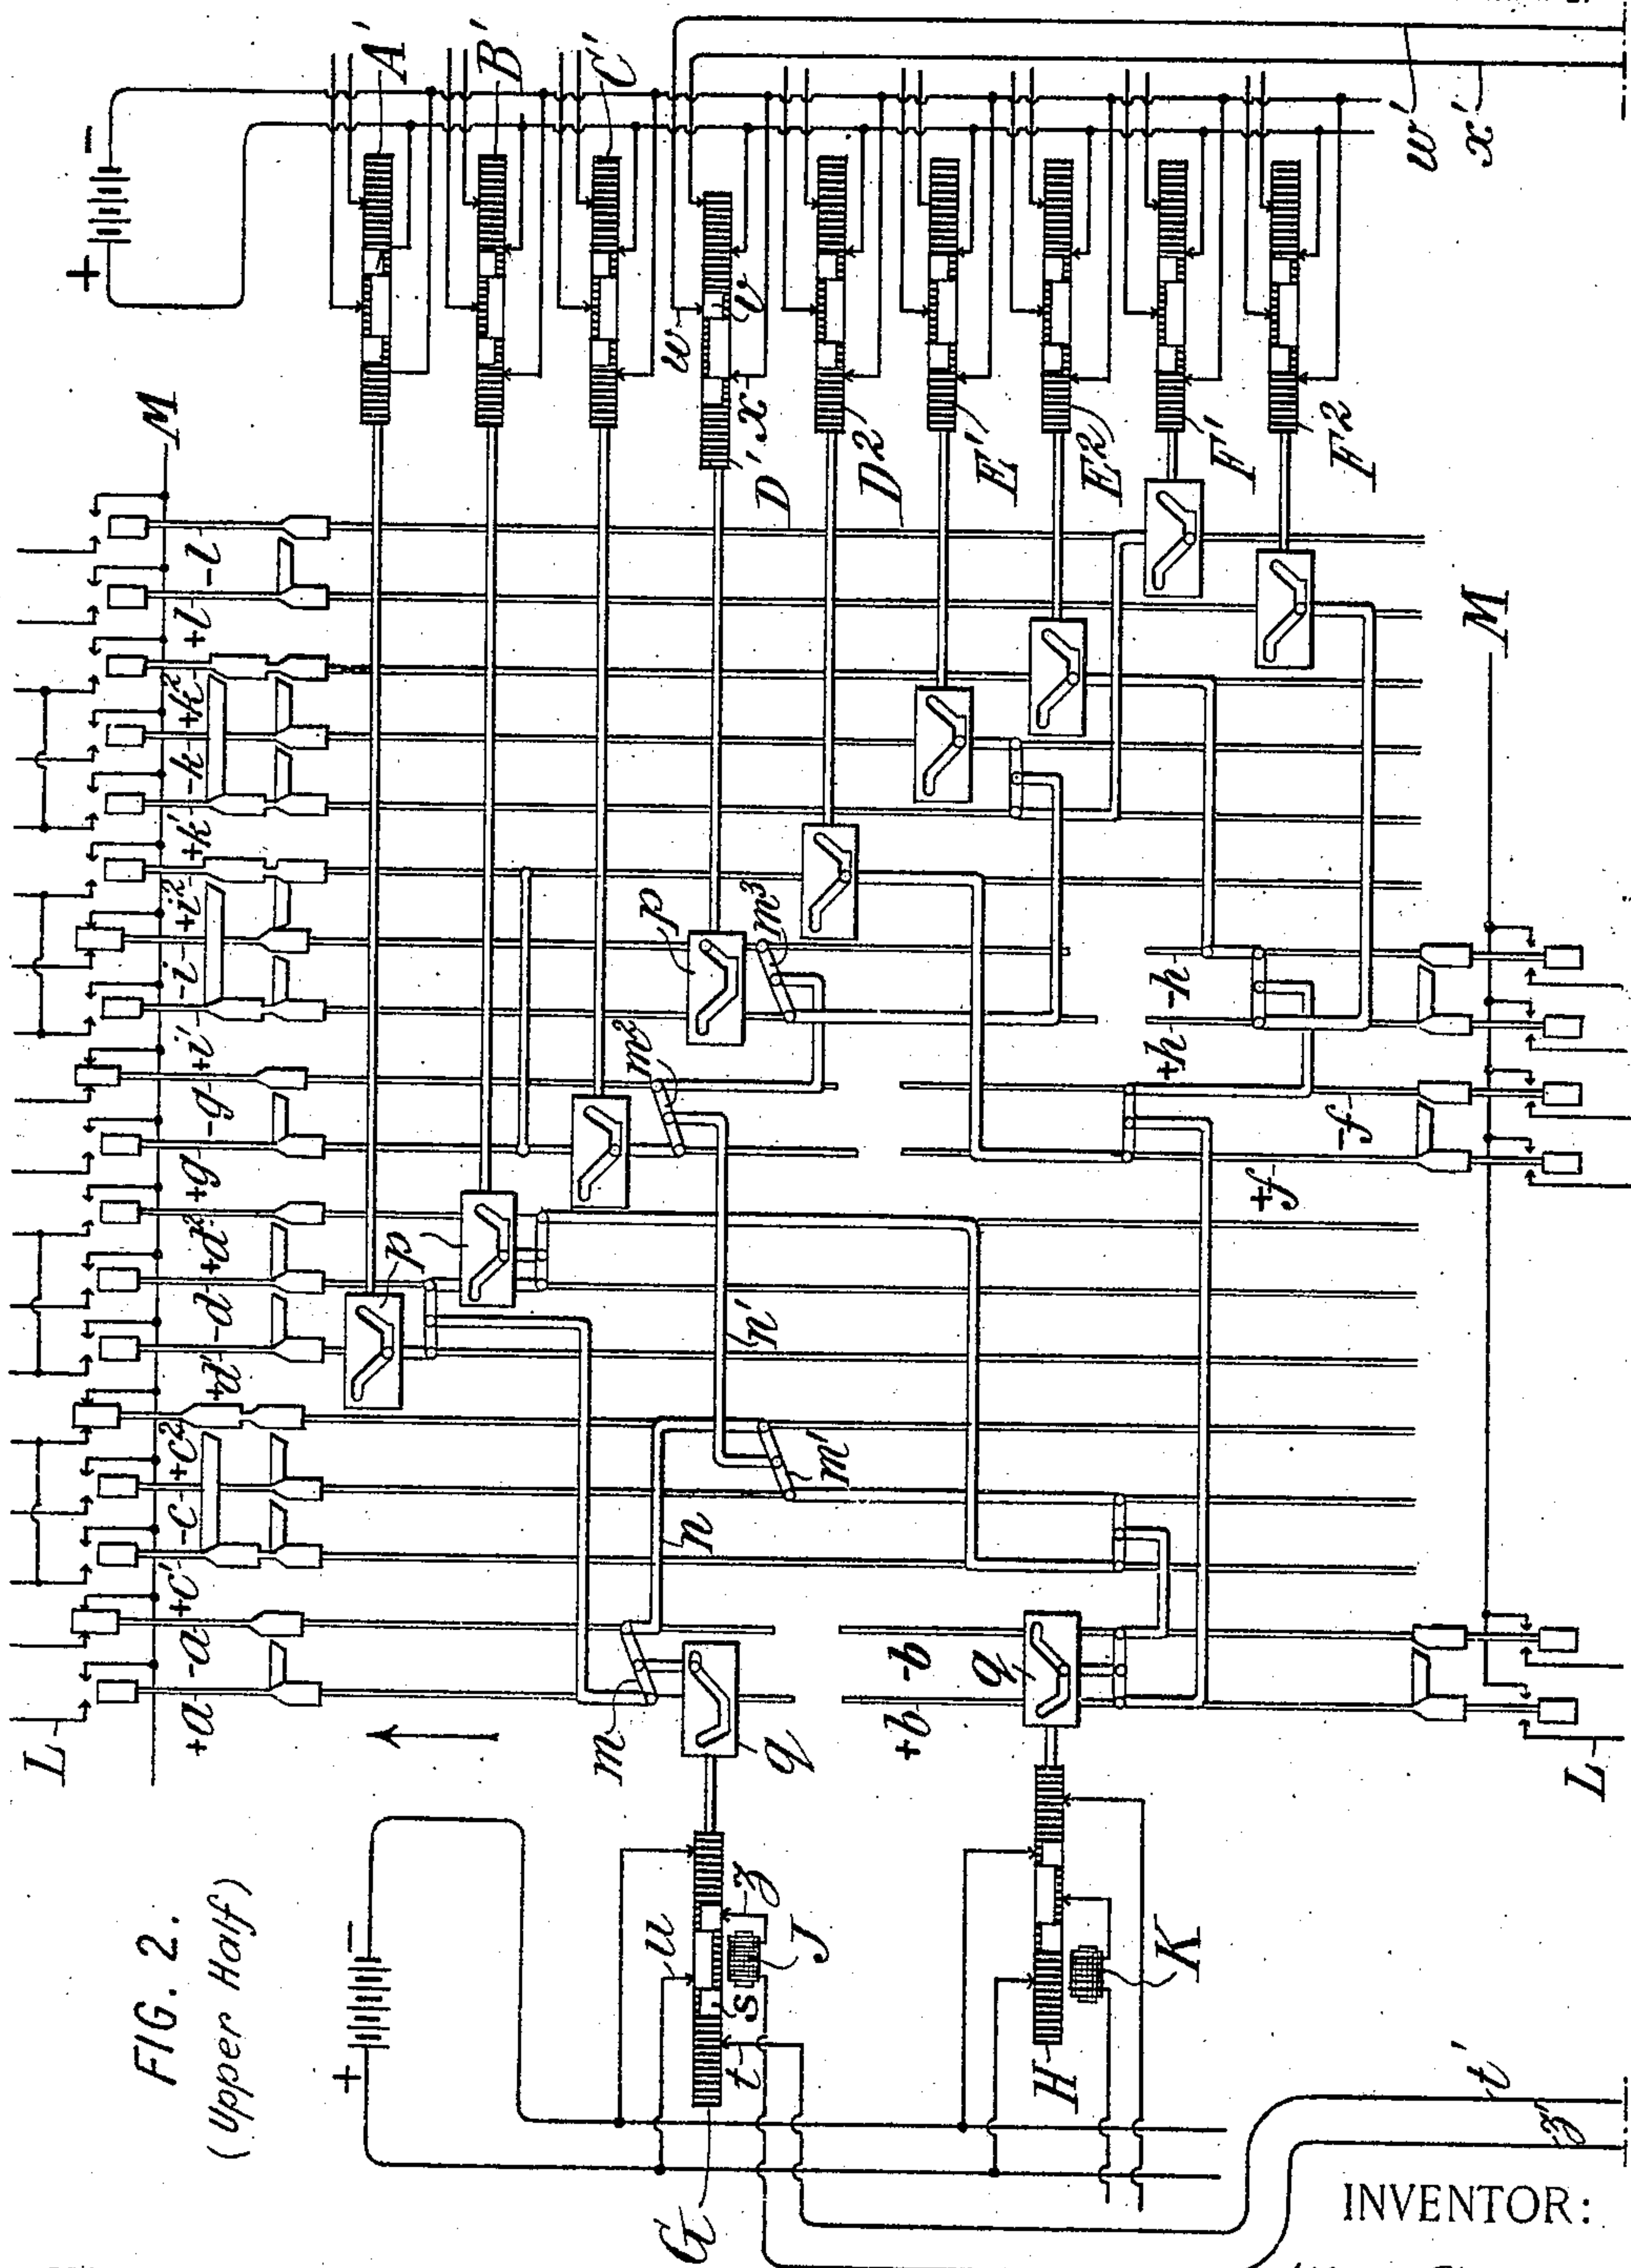 FIG. 2.
(Upper Half)
+
−
+
−
A'
B'
C'
D'
D²
E'
E²
F'
F²
w
x
v
w'
x'
M
M
L
+a
-a
+c'
-c
+c²
+d'
-d
+d²
+g
-g
+i'
-i
+i²
+k'
-k
+k²
+l
-l
p
p
p
m
m'
m²
m³
n
n'
q
q
+b
-b
+f
-f
+h
-h
G
H
J
K
s
t
u
z
t'
z'
L
INVENTOR: